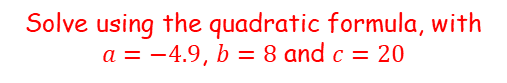 Solve using the quadratic formula, with
a = −4.9, b = 8 and c = 20